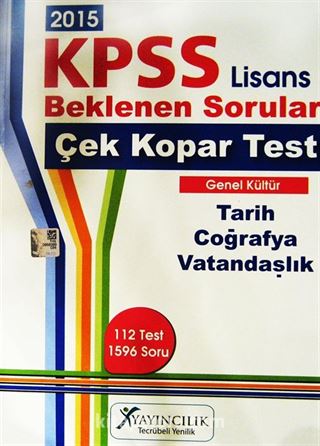 2015
KPSS Lisans
Beklenen Sorular
Çek Kopar Test
Genel Kültür
Tarih
Coğrafya
Vatandaşlık
112 Test
1596 Soru
YAYINCILIK
Tecrübeli Yenilik